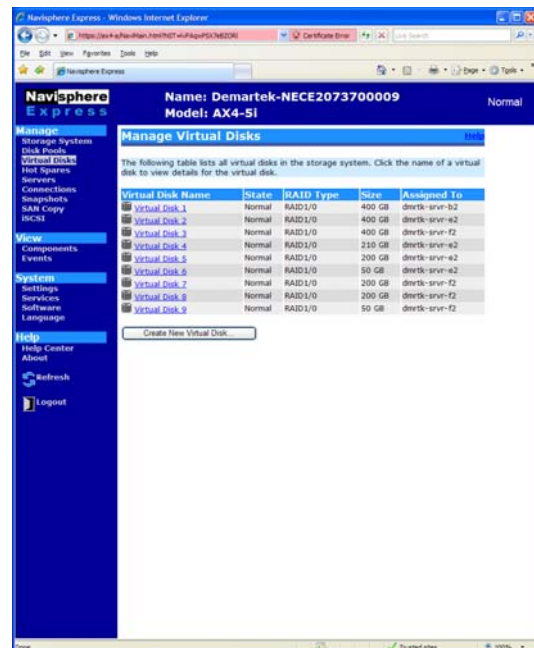 Navisphere Express - Windows Internet Explorer
Certificate Error
Live Search
File Edit View Favorites Tools Help
Navisphere Express
Page Tools
Navisphere Express
Name: Demartek-NECE2073700009
Model: AX4-5i
Normal
Manage
Storage System
Disk Pools
Virtual Disks
Hot Spares
Servers
Connections
Snapshots
SAN Copy
iSCSI
View
Components
Events
System
Settings
Services
Software
Language
Help
Help Center
About
Refresh
Logout
Manage Virtual Disks Help
The following table lists all virtual disks in the storage system. Click the name of a virtual
disk to view details for the virtual disk.
Virtual Disk Name State RAID Type Size Assigned To
Virtual Disk 1 Normal RAID1/0 400 GB dmrtk-srvr-b2
Virtual Disk 2 Normal RAID1/0 400 GB dmrtk-srvr-e2
Virtual Disk 3 Normal RAID1/0 400 GB dmrtk-srvr-f2
Virtual Disk 4 Normal RAID1/0 210 GB dmrtk-srvr-e2
Virtual Disk 5 Normal RAID1/0 200 GB dmrtk-srvr-e2
Virtual Disk 6 Normal RAID1/0 50 GB dmrtk-srvr-e2
Virtual Disk 7 Normal RAID1/0 200 GB dmrtk-srvr-f2
Virtual Disk 8 Normal RAID1/0 200 GB dmrtk-srvr-f2
Virtual Disk 9 Normal RAID1/0 50 GB dmrtk-srvr-f2
Create New Virtual Disk...
Done Trusted sites 100%